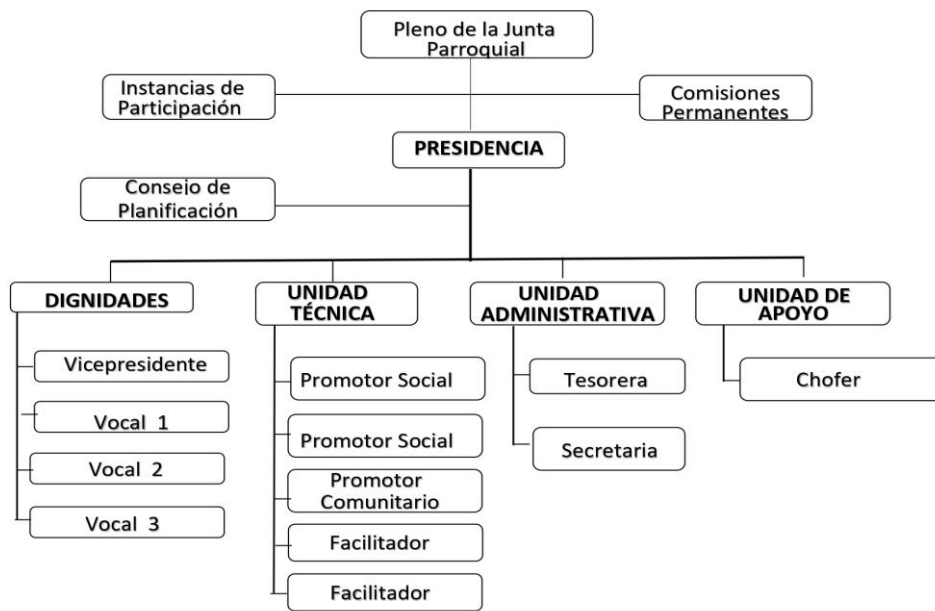 Pleno de la Junta
Parroquial
Instancias de
Participación
Comisiones
Permanentes
PRESIDENCIA
Consejo de
Planificación
DIGNIDADES
Vicepresidente
Vocal 1
Vocal 2
Vocal 3
UNIDAD
TÉCNICA
Promotor Social
Promotor Social
Promotor
Comunitario
Facilitador
Facilitador
UNIDAD
ADMINISTRATIVA
Tesorera
Secretaria
UNIDAD DE
APOYO
Chofer